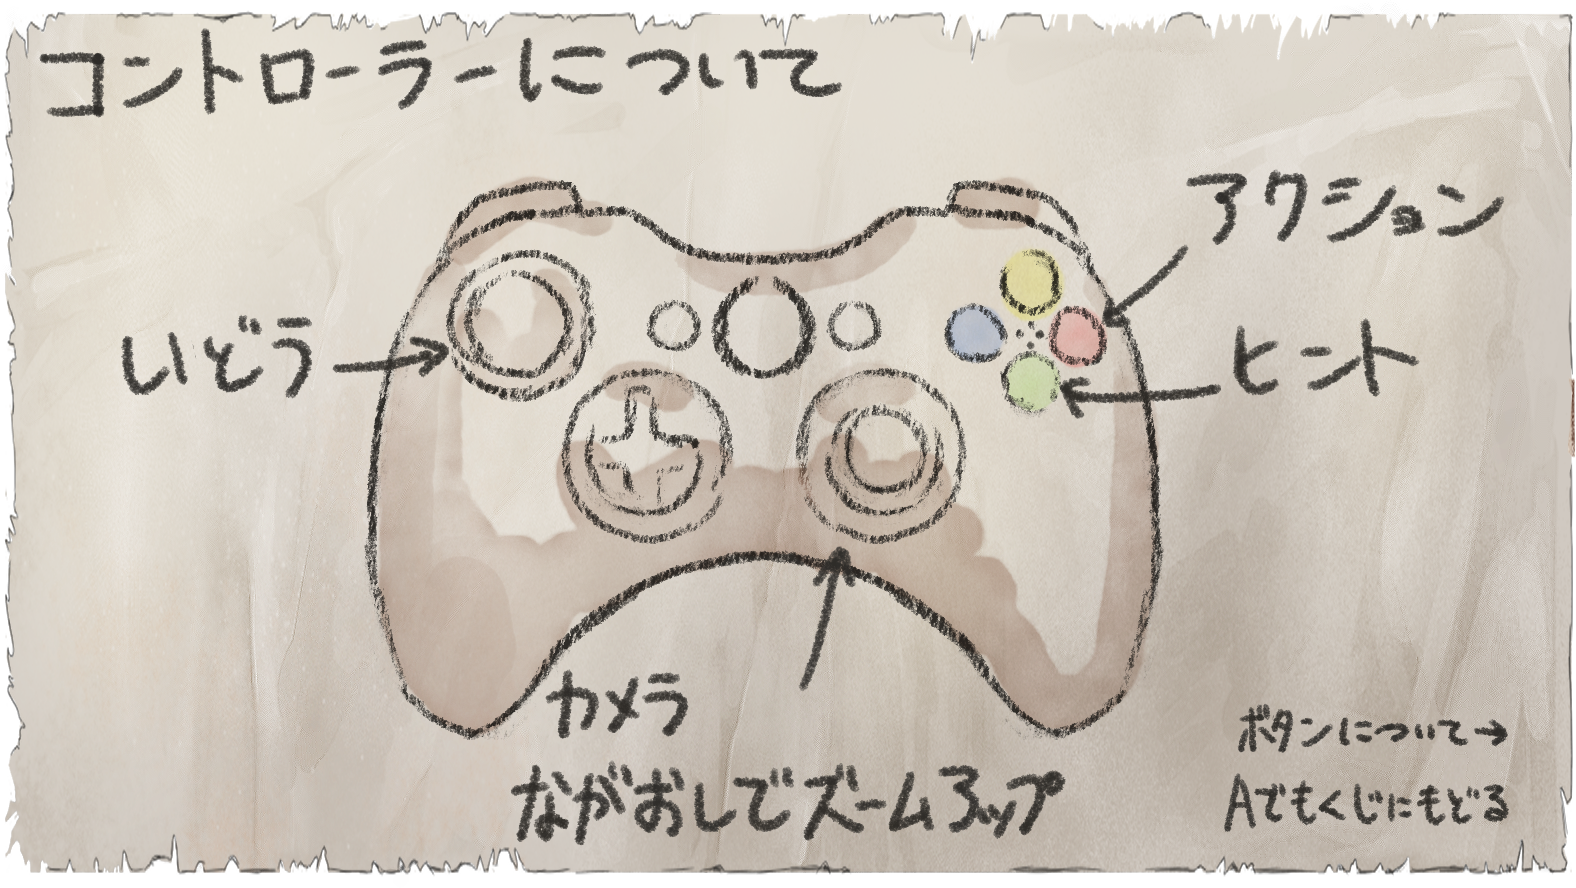 コントローラーについて
アクション
いどう
ヒント
カメラ
ながおしでズームアップ
ボタンについて→
Aでもくじにもどる